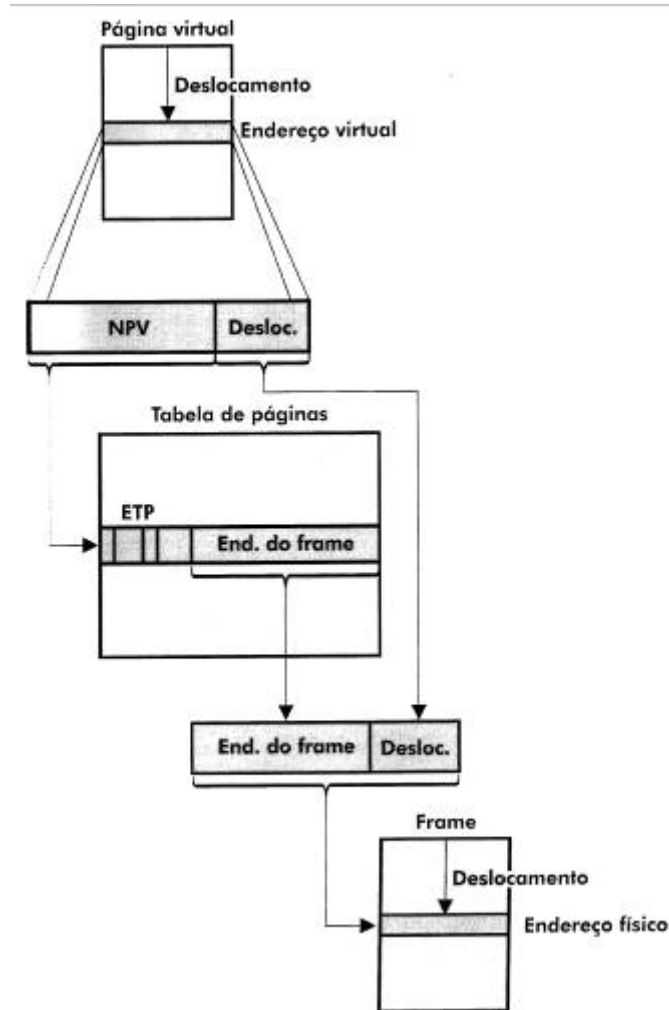 Página virtual
Deslocamento
Endereço virtual
NPV
Desloc.
Tabela de páginas
ETP
End. do frame
End. do frame
Desloc.
Frame
Deslocamento
Endereço físico